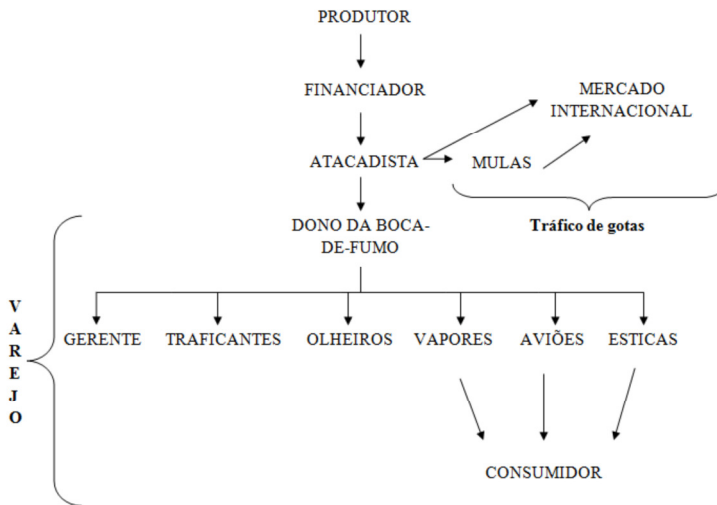 PRODUTOR
FINANCIADOR
MERCADO
INTERNACIONAL
ATACADISTA
MULAS
DONO DA BOCA-
DE-FUMO
Tráfico de gotas
VAREJO
GERENTE
TRAFICANTES
OLHEIROS
VAPORES
AVIÕES
ESTICAS
CONSUMIDOR